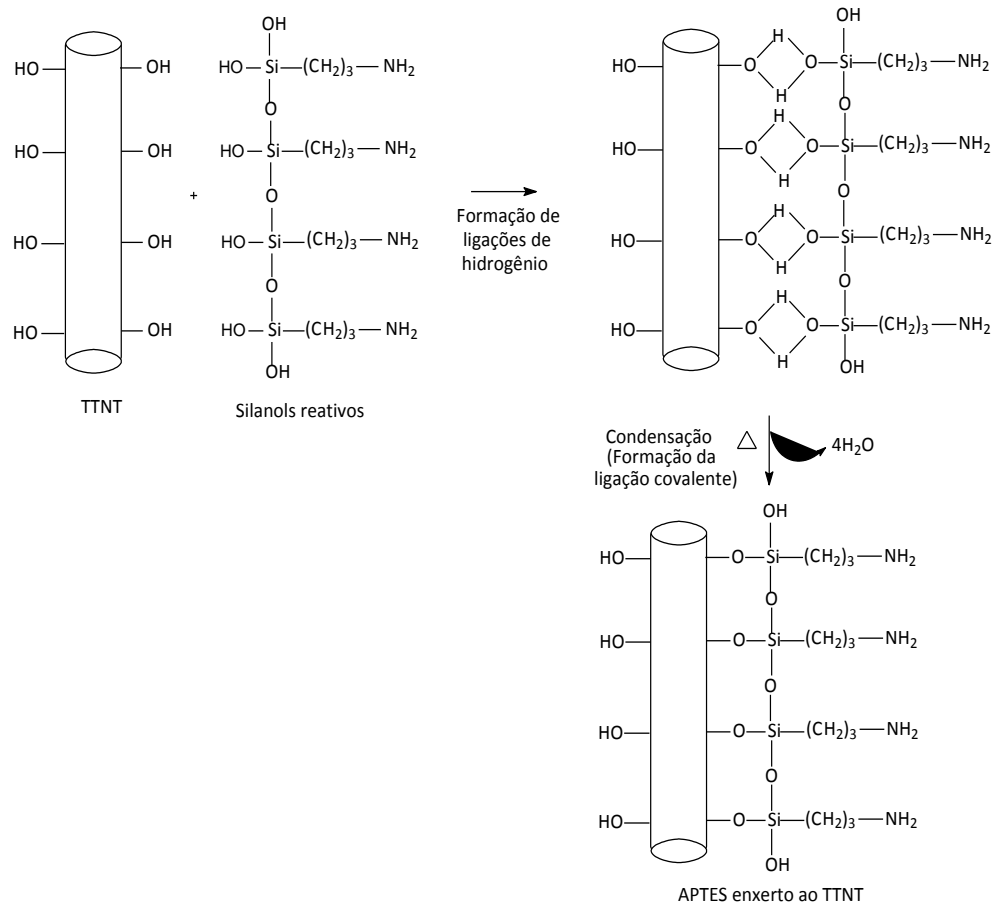 OH
HO OH HO—Si—(CH2)3—NH2
O
HO OH HO—Si—(CH2)3—NH2
+ O
HO OH HO—Si—(CH2)3—NH2
O
HO OH HO—Si—(CH2)3—NH2
OH
TTNT
Silanols reativos
Formação de
ligações de
hidrogênio
OH
H
HO O O—Si—(CH2)3—NH2
H
O
H
HO O O—Si—(CH2)3—NH2
H
O
H
HO O O—Si—(CH2)3—NH2
H
O
H
HO O O—Si—(CH2)3—NH2
H
OH
Condensação
(Formação da
ligação covalente)
△
4H2O
OH
HO O—Si—(CH2)3—NH2
O
HO O—Si—(CH2)3—NH2
O
HO O—Si—(CH2)3—NH2
O
HO O—Si—(CH2)3—NH2
OH
APTES enxerto ao TTNT